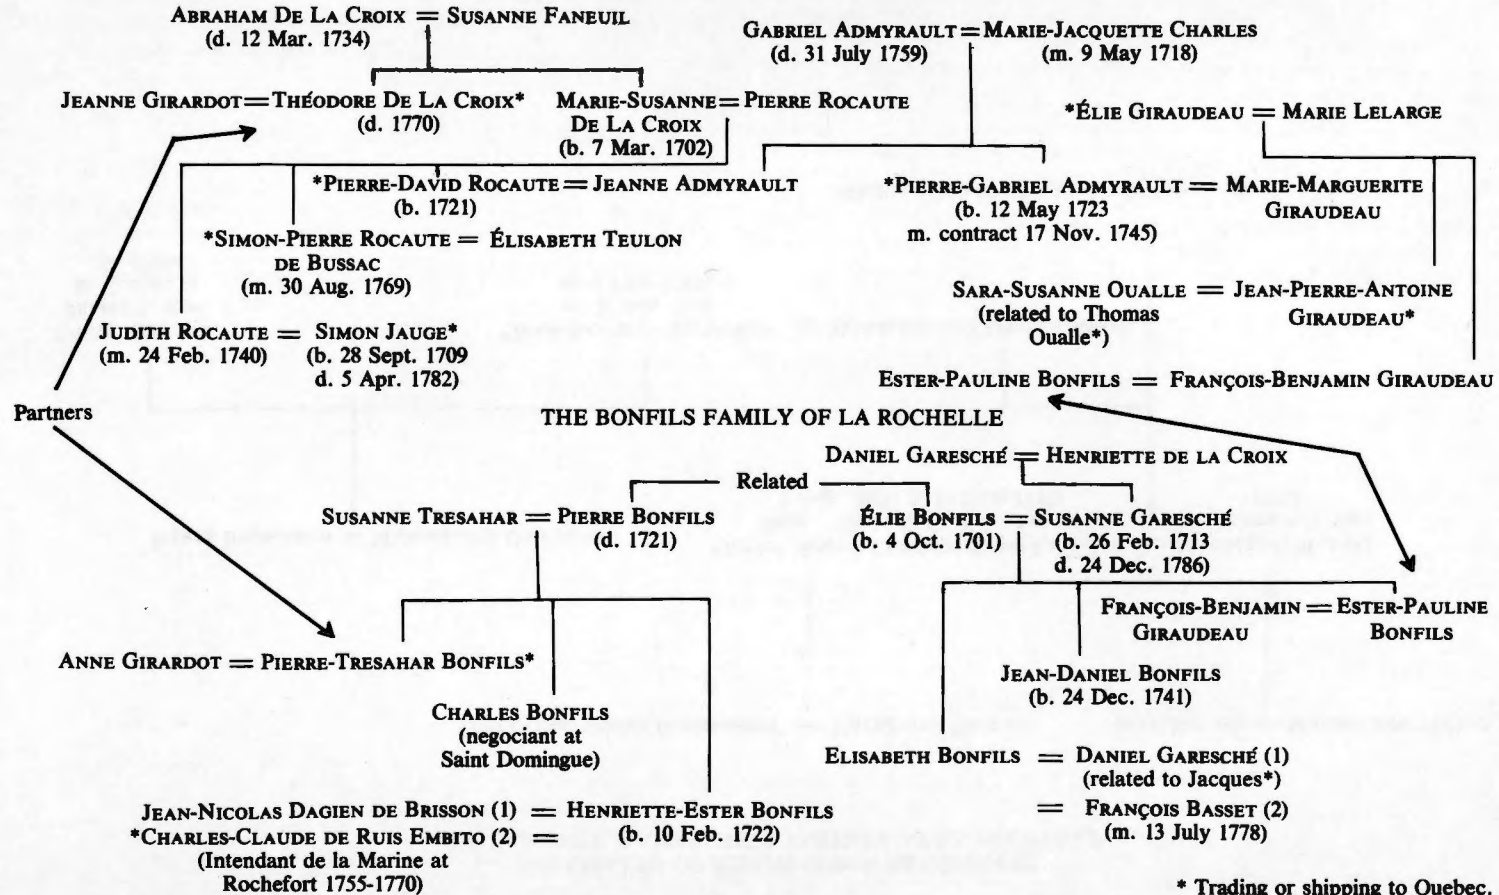 ABRAHAM DE LA CROIX = SUSANNE FANEUIL
(d. 12 Mar. 1734)
GABRIEL ADMYRAULT = MARIE-JACQUETTE CHARLES
(d. 31 July 1759) (m. 9 May 1718)
JEANNE GIRARDOT = THÉODORE DE LA CROIX*
(d. 1770)
MARIE-SUSANNE = PIERRE ROCAUTE
DE LA CROIX
(b. 7 Mar. 1702)
*ÉLIE GIRAUDEAU = MARIE LELARGE
*PIERRE-DAVID ROCAUTE = JEANNE ADMYRAULT
(b. 1721)
*PIERRE-GABRIEL ADMYRAULT = MARIE-MARGUERITE
(b. 12 May 1723 GIRAUDEAU
m. contract 17 Nov. 1745)
*SIMON-PIERRE ROCAUTE = ÉLISABETH TEULON
DE BUSSAC
(m. 30 Aug. 1769)
SARA-SUSANNE OUALLE = JEAN-PIERRE-ANTOINE
(related to Thomas GIRAUDEAU*
Oualle*)
JUDITH ROCAUTE = SIMON JAUGE*
(m. 24 Feb. 1740) (b. 28 Sept. 1709
d. 5 Apr. 1782)
ESTER-PAULINE BONFILS = FRANÇOIS-BENJAMIN GIRAUDEAU
Partners
THE BONFILS FAMILY OF LA ROCHELLE
DANIEL GARESCHÉ = HENRIETTE DE LA CROIX
Related
SUSANNE TRESAHAR = PIERRE BONFILS
(d. 1721)
ÉLIE BONFILS = SUSANNE GARESCHÉ
(b. 4 Oct. 1701) (b. 26 Feb. 1713
d. 24 Dec. 1786)
FRANÇOIS-BENJAMIN = ESTER-PAULINE
GIRAUDEAU BONFILS
ANNE GIRARDOT = PIERRE-TRESAHAR BONFILS*
JEAN-DANIEL BONFILS
(b. 24 Dec. 1741)
CHARLES BONFILS
(negociant at
Saint Domingue)
ELISABETH BONFILS = DANIEL GARESCHÉ (1)
(related to Jacques*)
= FRANÇOIS BASSET (2)
(m. 13 July 1778)
JEAN-NICOLAS DAGIEN DE BRISSON (1) = HENRIETTE-ESTER BONFILS
*CHARLES-CLAUDE DE RUIS EMBITO (2) = (b. 10 Feb. 1722)
(Intendant de la Marine at
Rochefort 1755-1770)
* Trading or shipping to Quebec.